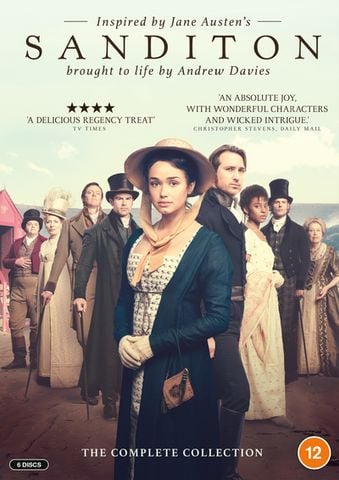 Inspired by Jane Austen's
SANDITON
brought to life by Andrew Davies
★★★★
'A DELICIOUS REGENCY TREAT'
TV TIMES
'AN ABSOLUTE JOY,
WITH WONDERFUL CHARACTERS
AND WICKED INTRIGUE.'
CHRISTOPHER STEVENS, DAILY MAIL
THE COMPLETE COLLECTION
6 DISCS
12